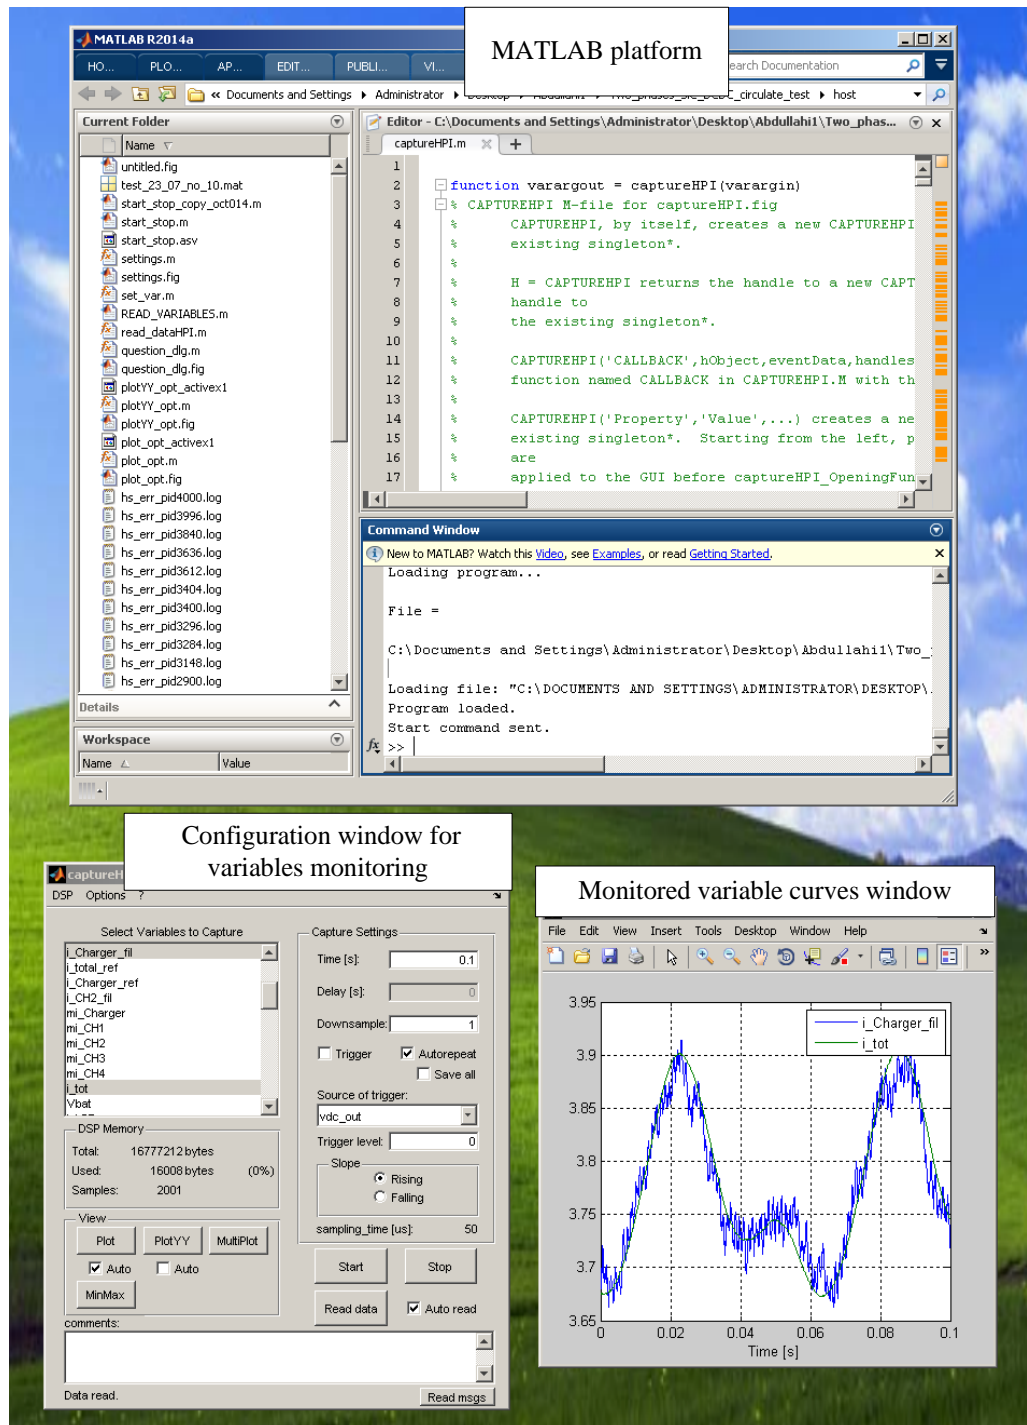 MATLAB platform
MATLAB R2014a
HO... PLO... AP... EDIT... PUBLI... VI...
earch Documentation
« Documents and Settings ▸ Administrator ▸ ▸ ▸ circulate_test ▸ host
Current Folder
Name
untitled.fig
test_23_07_no_10.mat
start_stop_copy_oct014.m
start_stop.m
start_stop.asv
settings.m
settings.fig
set_var.m
READ_VARIABLES.m
read_dataHPI.m
question_dlg.m
question_dlg.fig
plotYY_opt_activex1
plotYY_opt.m
plotYY_opt.fig
plot_opt_activex1
plot_opt.m
plot_opt.fig
hs_err_pid4000.log
hs_err_pid3996.log
hs_err_pid3840.log
hs_err_pid3636.log
hs_err_pid3612.log
hs_err_pid3404.log
hs_err_pid3400.log
hs_err_pid3296.log
hs_err_pid3284.log
hs_err_pid3148.log
hs_err_pid2900.log
Details
Workspace
Name Value
Editor - C:\Documents and Settings\Administrator\Desktop\Abdullahi1\Two_phas...
captureHPI.m
1
2 function varargout = captureHPI(varargin)
3 % CAPTUREHPI M-file for captureHPI.fig
4 % CAPTUREHPI, by itself, creates a new CAPTUREHPI
5 % existing singleton*.
6 %
7 % H = CAPTUREHPI returns the handle to a new CAPT
8 % handle to
9 % the existing singleton*.
10 %
11 % CAPTUREHPI('CALLBACK',hObject,eventData,handles
12 % function named CALLBACK in CAPTUREHPI.M with th
13 %
14 % CAPTUREHPI('Property','Value',...) creates a ne
15 % existing singleton*. Starting from the left, p
16 % are
17 % applied to the GUI before captureHPI_OpeningFun
Command Window
New to MATLAB? Watch this Video, see Examples, or read Getting Started.
Loading program...
File =
C:\Documents and Settings\Administrator\Desktop\Abdullahi1\Two_
Loading file: "C:\DOCUMENTS AND SETTINGS\ADMINISTRATOR\DESKTOP\
Program loaded.
Start command sent.
fx >>
Configuration window for
variables monitoring
captureH
DSP Options ?
Select Variables to Capture
i_Charger_fil
i_total_ref
i_Charger_ref
i_CH2_fil
mi_Charger
mi_CH1
mi_CH2
mi_CH3
mi_CH4
i_tot
Vbat
DSP Memory
Total: 16777212 bytes
Used: 16008 bytes (0%)
Samples: 2001
View
Plot PlotYY MultiPlot
Auto Auto
MinMax
Capture Settings
Time [s]: 0.1
Delay [s]: 0
Downsample: 1
Trigger Autorepeat
Save all
Source of trigger:
vdc_out
Trigger level: 0
Slope
Rising
Falling
sampling_time [us]: 50
Start Stop
Read data Auto read
comments:
Data read. Read msgs
Monitored variable curves window
File Edit View Insert Tools Desktop Window Help
i_Charger_fil
i_tot
3.95
3.9
3.85
3.8
3.75
3.7
3.65
0 0.02 0.04 0.06 0.08 0.1
Time [s]